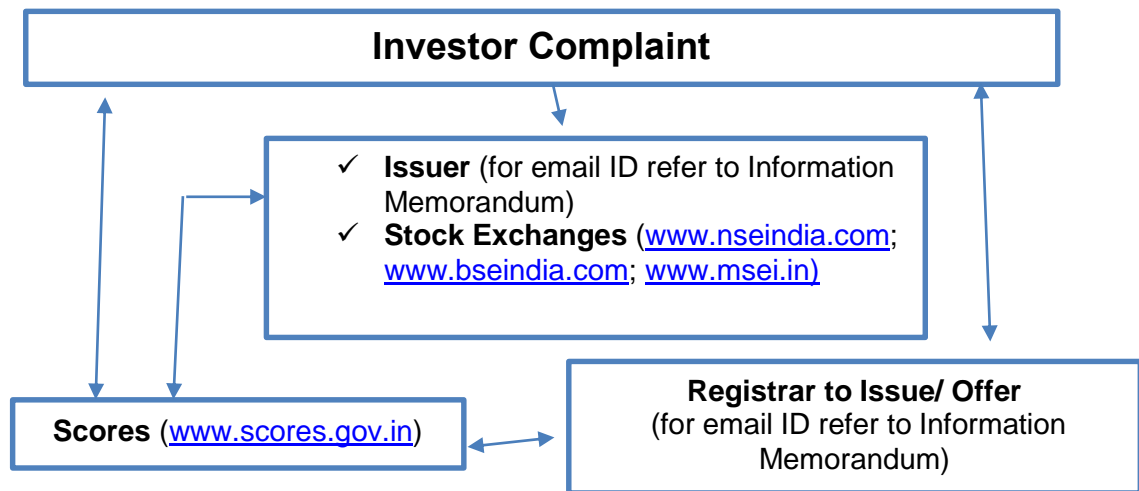 Investor Complaint
✓ Issuer (for email ID refer to Information
Memorandum)
✓ Stock Exchanges (www.nseindia.com;
www.bseindia.com; www.msei.in)
Registrar to Issue/ Offer
(for email ID refer to Information
Memorandum)
Scores (www.scores.gov.in)